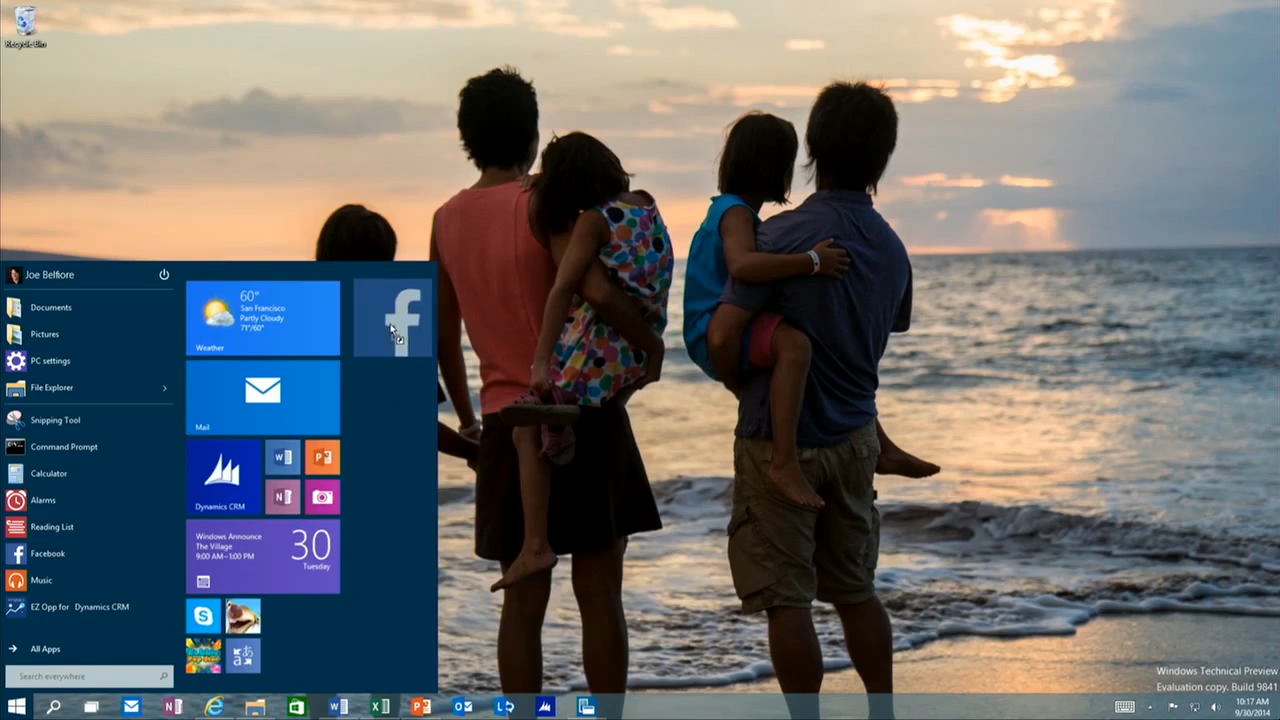 Recycle Bin
Joe Belfiore
Documents
Pictures
PC settings
File Explorer
Snipping Tool
Command Prompt
Calculator
Alarms
Reading List
Facebook
Music
EZ Opp for Dynamics CRM
All Apps
Search everywhere
60°
San Francisco
Partly Cloudy
71°/60°
Weather
Mail
Dynamics CRM
Windows Announce
The Village
9:00 AM–1:00 PM
30
Tuesday
Windows Technical Preview
Evaluation copy. Build 9841
10:17 AM
9/30/2014